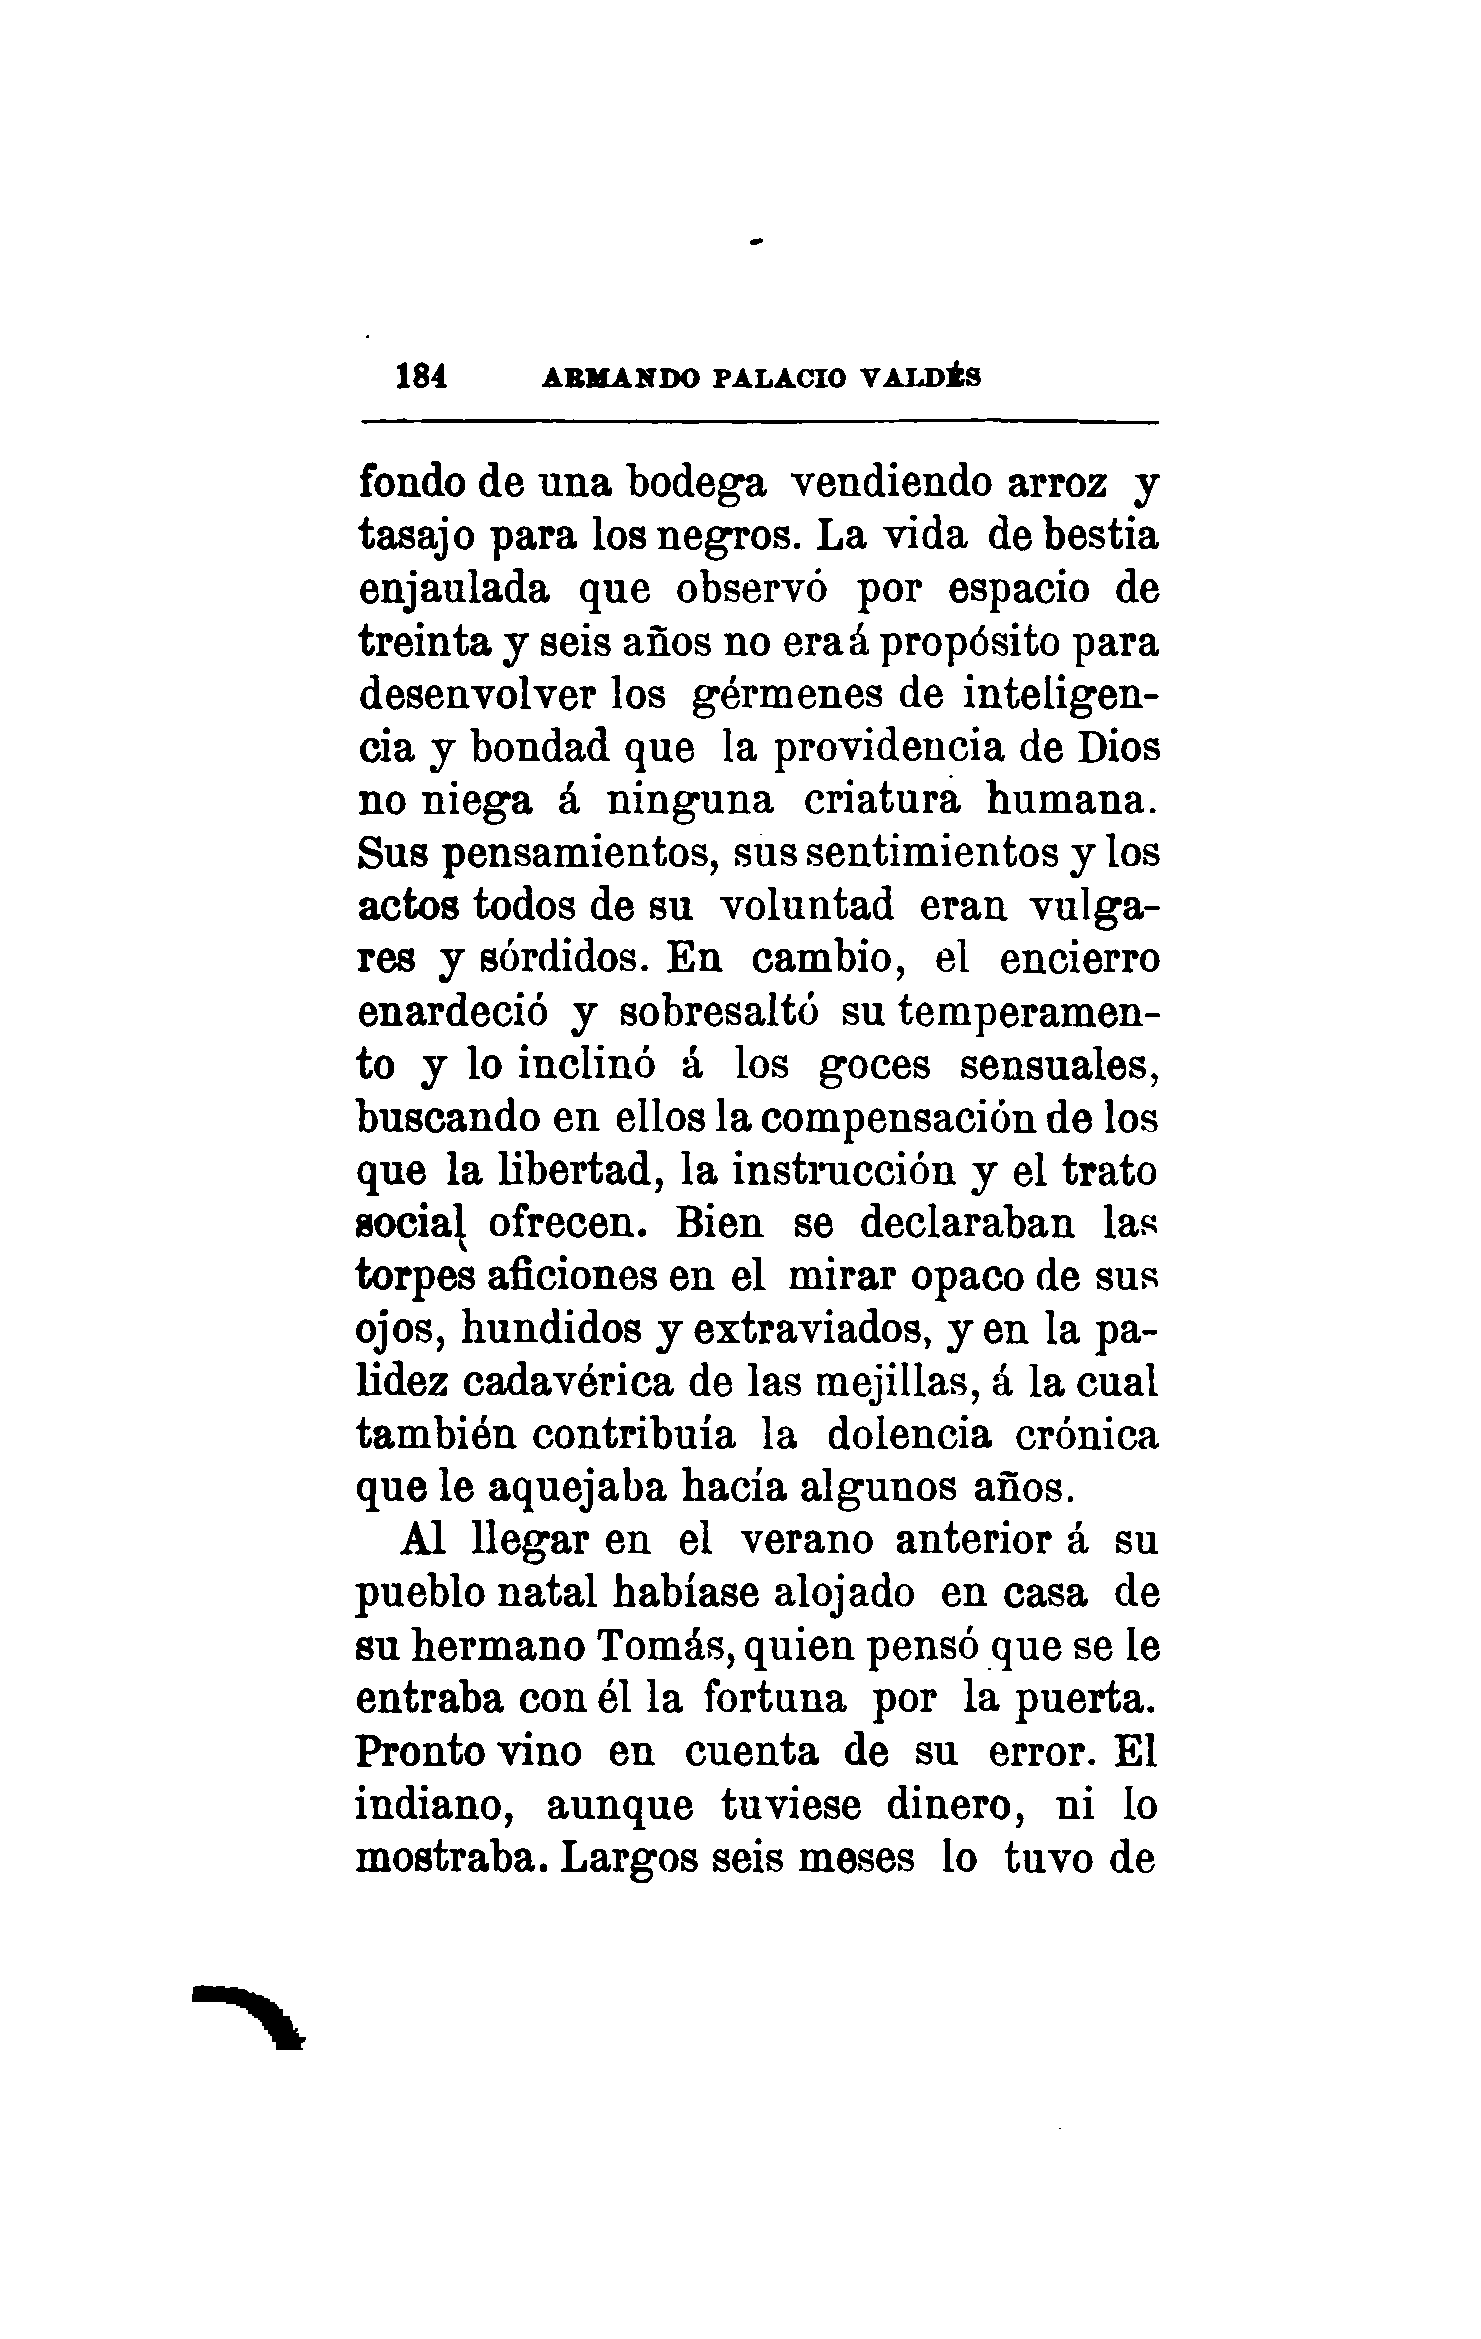 184 ARMANDO PALACIO VALDÉS
fondo de una bodega vendiendo arroz y
tasajo para los negros. La vida de bestia
enjaulada que observó por espacio de
treinta y seis años no era á propósito para
desenvolver los gérmenes de inteligen-
cia y bondad que la providencia de Dios
no niega á ninguna criatura humana.
Sus pensamientos, sus sentimientos y los
actos todos de su voluntad eran vulga-
res y sórdidos. En cambio, el encierro
enardeció y sobresaltó su temperamen-
to y lo inclinó á los goces sensuales,
buscando en ellos la compensación de los
que la libertad, la instrucción y el trato
social ofrecen. Bien se declaraban las
torpes aficiones en el mirar opaco de sus
ojos, hundidos y extraviados, y en la pa-
lidez cadavérica de las mejillas, á la cual
también contribuía la dolencia crónica
que le aquejaba hacía algunos años.
Al llegar en el verano anterior á su
pueblo natal habíase alojado en casa de
su hermano Tomás, quien pensó que se le
entraba con él la fortuna por la puerta.
Pronto vino en cuenta de su error. El
indiano, aunque tuviese dinero, ni lo
mostraba. Largos seis meses lo tuvo de